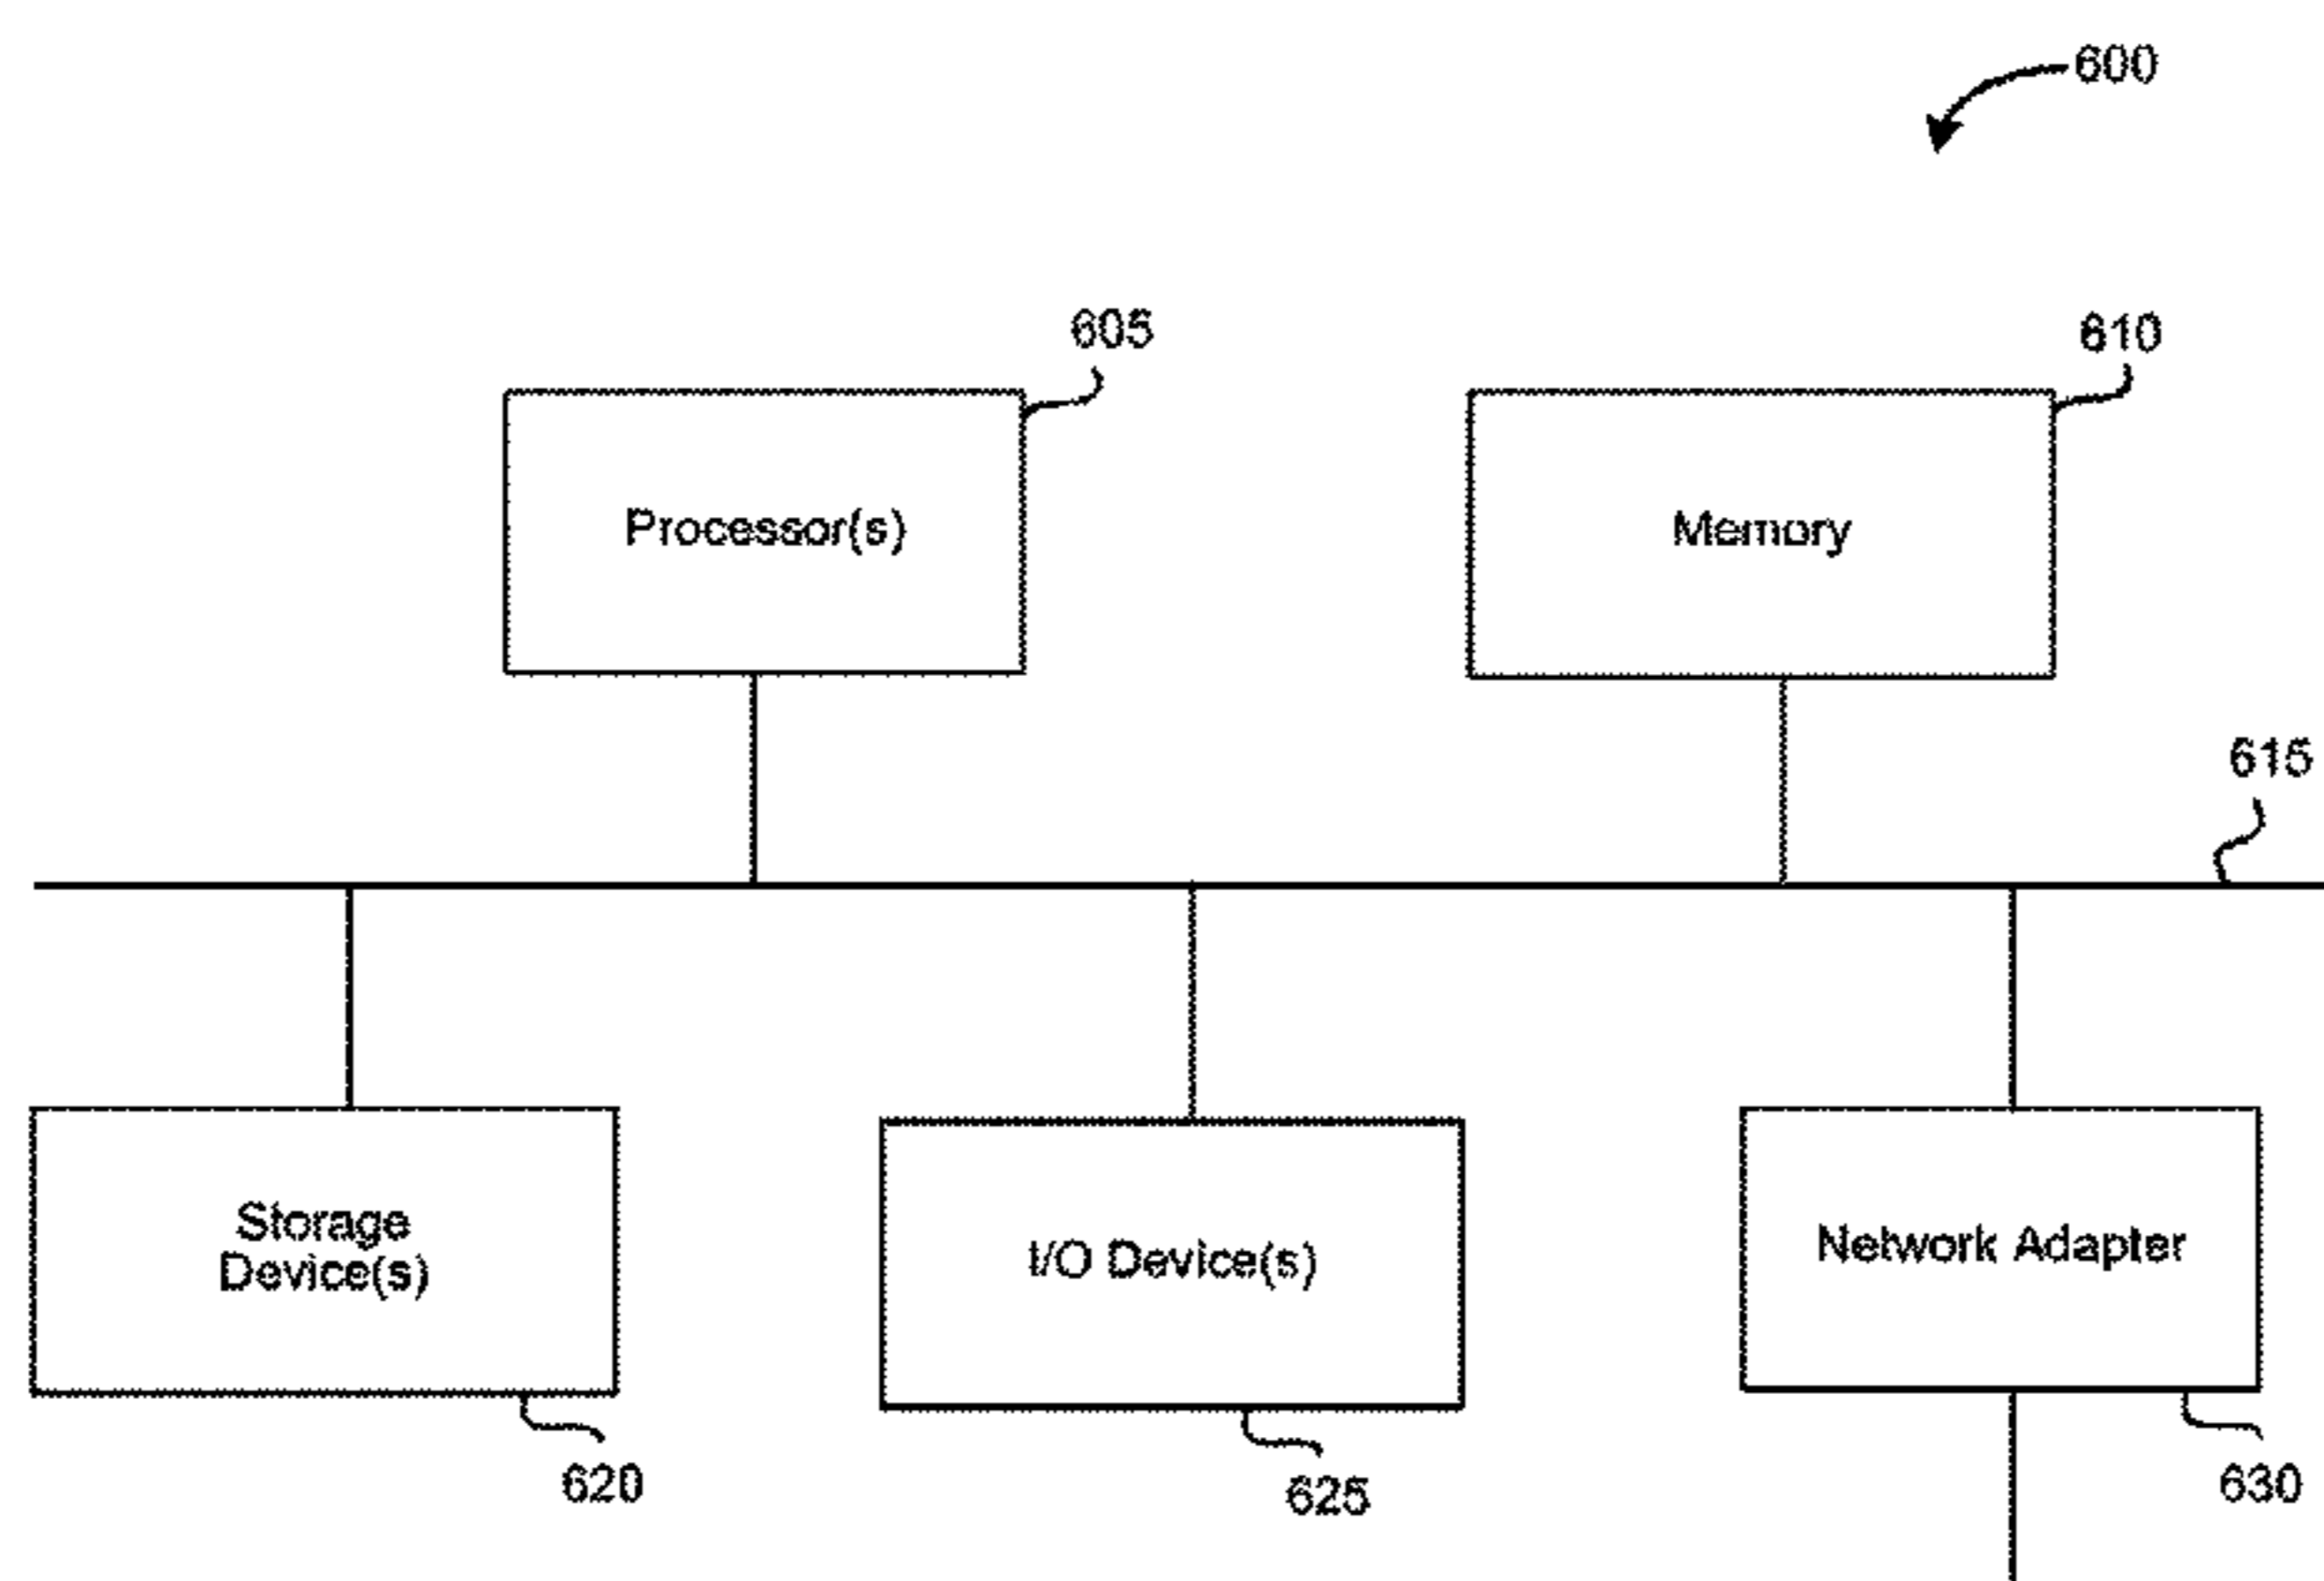 600
605
610
Processor(s)
Memory
615
Storage
Device(s)
I/O Device(s)
Network Adapter
620
625
630